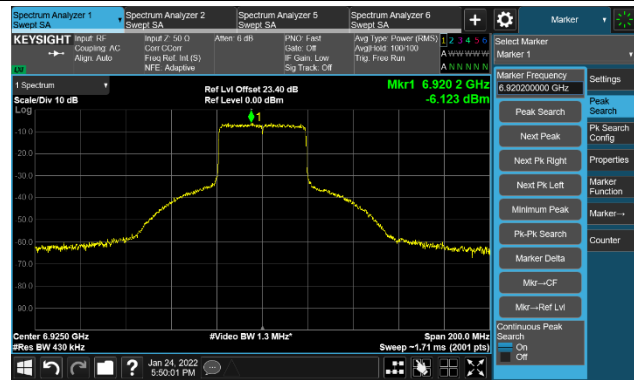 Spectrum Analyzer 1
Swept SA
Spectrum Analyzer 2
Swept SA
Spectrum Analyzer 5
Swept SA
Spectrum Analyzer 6
Swept SA
Marker
KEYSIGHT
Input: RF
Coupling: AC
Align: Auto
Input Z: 50 Ω
Corr CCorr
Freq Ref: Int (S)
NFE: Adaptive
Atten: 6 dB
PNO: Fast
Gate: Off
IF Gain: Low
Sig Track: Off
Avg Type: Power (RMS)
Avg|Hold: 100/100
Trig: Free Run
1 2 3 4 5 6
A W W W W W
A N N N N N
Select Marker
Marker 1
1 Spectrum
Scale/Div 10 dB
Log
Ref Lvl Offset 23.40 dB
Ref Level 0.00 dBm
Mkr1 6.920 2 GHz
-6.123 dBm
1
-10.0
-20.0
-30.0
-40.0
-50.0
-60.0
-70.0
-80.0
-90.0
Center 6.9250 GHz
#Res BW 430 kHz
#Video BW 1.3 MHz*
Span 200.0 MHz
Sweep ~1.71 ms (2001 pts)
Marker Frequency
6.920200000 GHz
Peak Search
Next Peak
Next Pk Right
Next Pk Left
Minimum Peak
Pk-Pk Search
Marker Delta
Mkr→CF
Mkr→Ref Lvl
Continuous Peak
Search
On
Off
Settings
Peak
Search
Pk Search
Config
Properties
Marker
Function
Marker→
Counter
Jan 24, 2022
5:50:01 PM